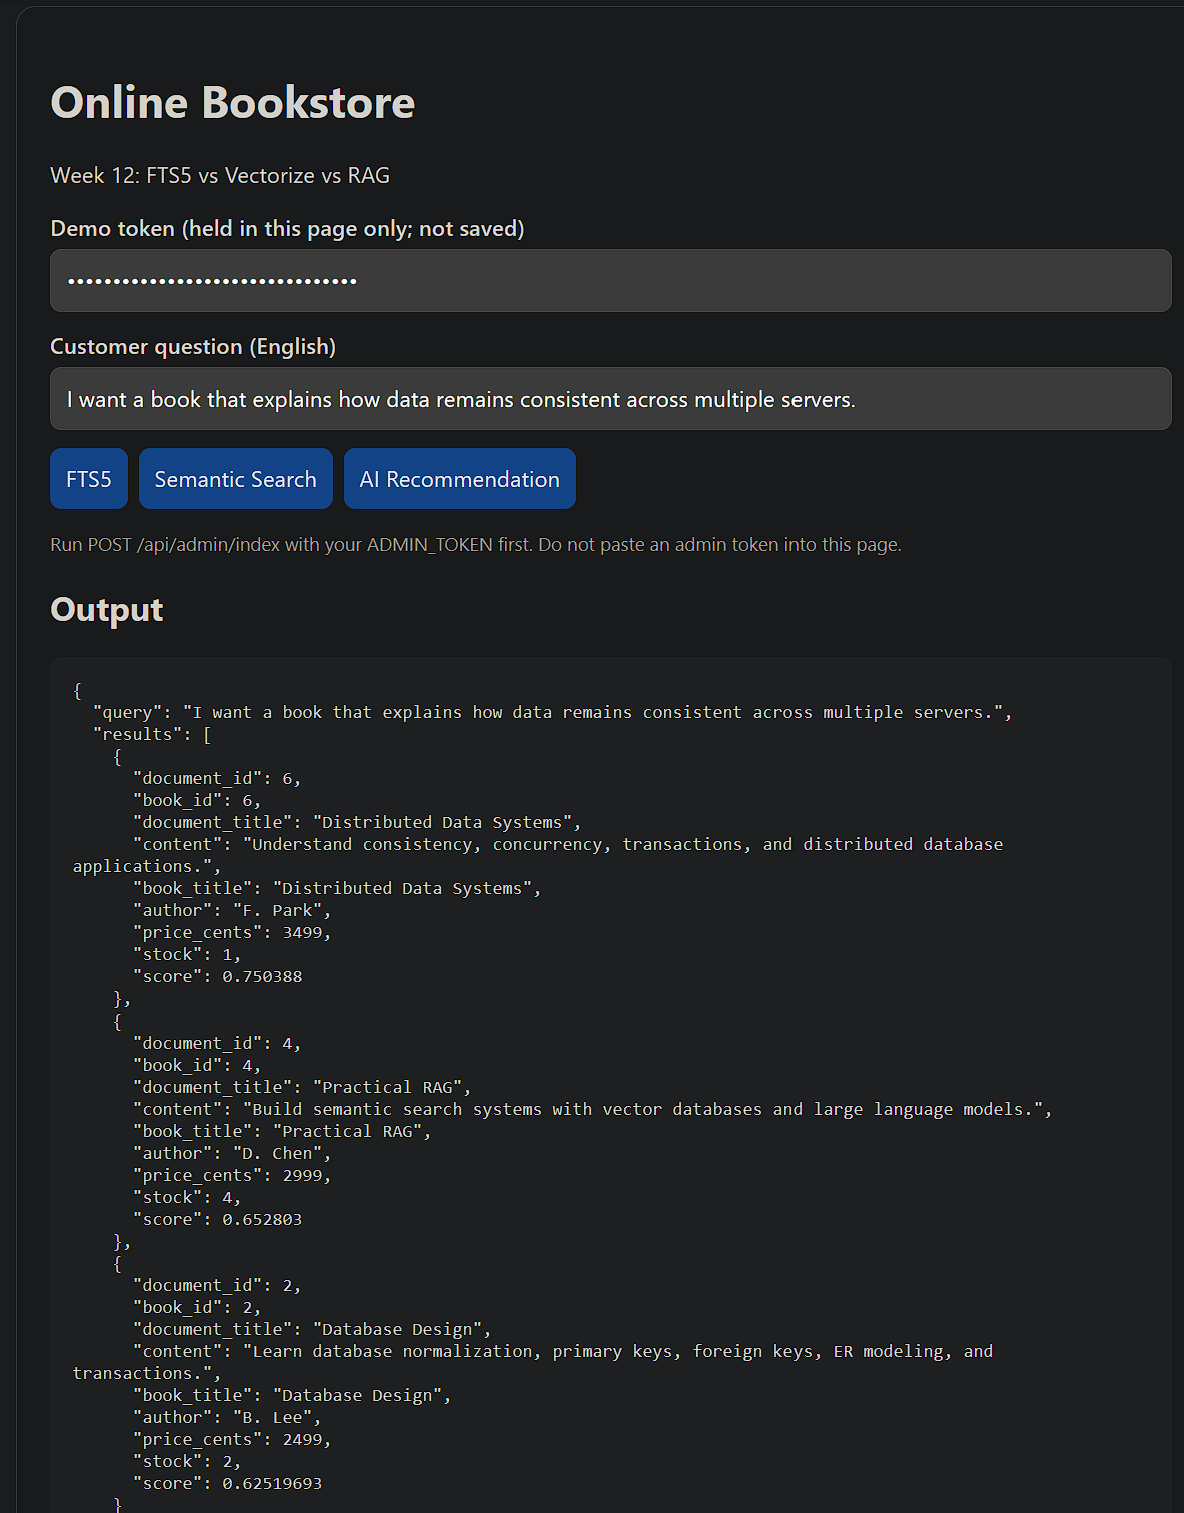 Online Bookstore
Week 12: FTS5 vs Vectorize vs RAG
Demo token (held in this page only; not saved)
••••••••••••••••••••••••••••••••
Customer question (English)
I want a book that explains how data remains consistent across multiple servers.
FTS5 Semantic Search AI Recommendation
Run POST /api/admin/index with your ADMIN_TOKEN first. Do not paste an admin token into this page.
Output
{
  "query": "I want a book that explains how data remains consistent across multiple servers.",
  "results": [
    {
      "document_id": 6,
      "book_id": 6,
      "document_title": "Distributed Data Systems",
      "content": "Understand consistency, concurrency, transactions, and distributed database
applications.",
      "book_title": "Distributed Data Systems",
      "author": "F. Park",
      "price_cents": 3499,
      "stock": 1,
      "score": 0.750388
    },
    {
      "document_id": 4,
      "book_id": 4,
      "document_title": "Practical RAG",
      "content": "Build semantic search systems with vector databases and large language models.",
      "book_title": "Practical RAG",
      "author": "D. Chen",
      "price_cents": 2999,
      "stock": 4,
      "score": 0.652803
    },
    {
      "document_id": 2,
      "book_id": 2,
      "document_title": "Database Design",
      "content": "Learn database normalization, primary keys, foreign keys, ER modeling, and
transactions.",
      "book_title": "Database Design",
      "author": "B. Lee",
      "price_cents": 2499,
      "stock": 2,
      "score": 0.62519693
    }